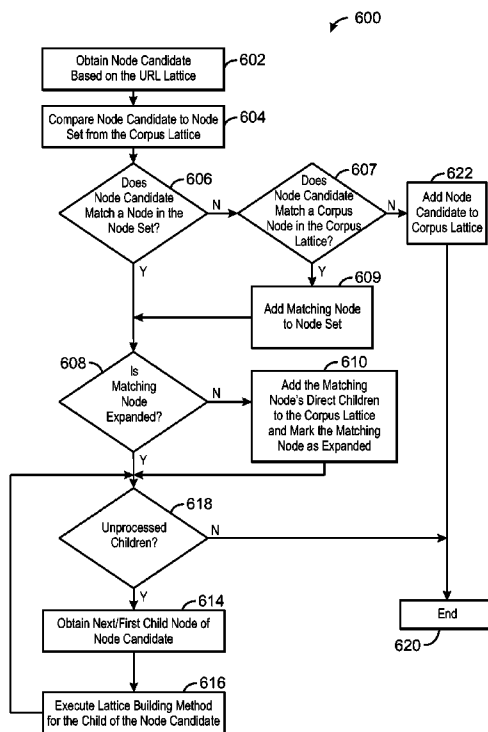 600
Obtain Node Candidate
Based on the URL Lattice
602
Compare Node Candidate to Node
Set from the Corpus Lattice
604
Does
Node Candidate
Match a Node in the
Node Set?
606
N
Y
Does
Node Candidate
Match a Corpus
Node in the Corpus
Lattice?
607
N
Y
622
Add Node
Candidate to
Corpus Lattice
609
Add Matching Node
to Node Set
608
Is
Matching
Node
Expanded?
N
Y
610
Add the Matching
Node's Direct Children
to the Corpus Lattice
and Mark the Matching
Node as Expanded
618
Unprocessed
Children?
N
Y
614
Obtain Next/First Child Node of
Node Candidate
616
Execute Lattice Building Method
for the Child of the Node Candidate
End
620